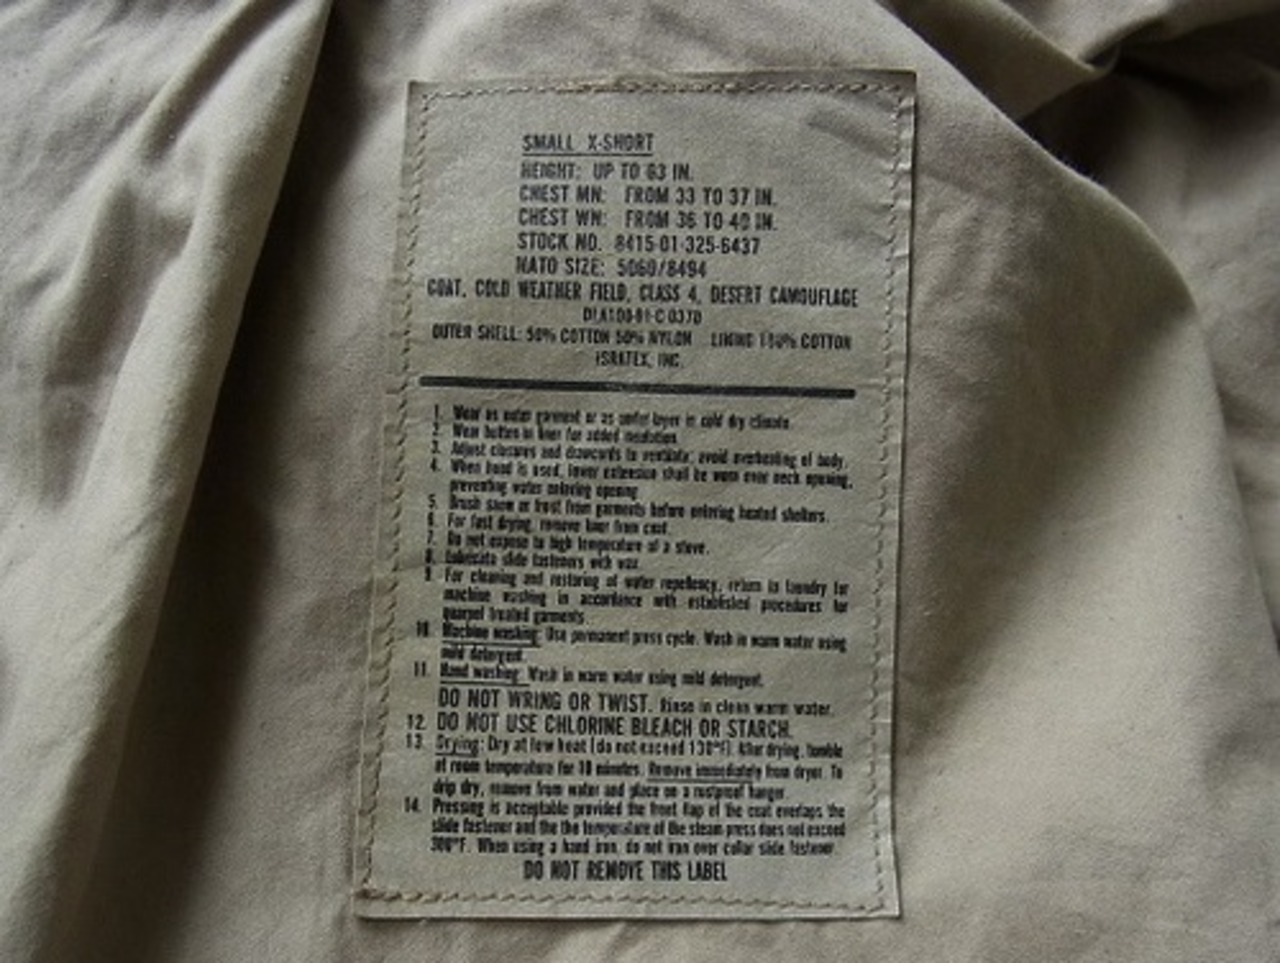 SMALL X-SHORT
HEIGHT: UP TO 63 IN.
CHEST MN: FROM 33 TO 37 IN.
CHEST WN: FROM 36 TO 40 IN.
STOCK NO. 8415-01-325-6437
NATO SIZE: 5060/8494
COAT, COLD WEATHER FIELD, CLASS 4, DESERT CAMOUFLAGE
DLA100-91-C 0370
OUTER SHELL: 50% COTTON 50% NYLON LINING 100% COTTON
ISRATEX, INC.
1. Wear as outer garment or as under layer in cold dry climate.
2. Wear button in liner for added insulation.
3. Adjust closures and drawcords to ventilate; avoid overheating of body.
4. When hood is used, lower extension shall be worn over neck opening,
preventing water entering opening.
5. Brush snow or frost from garments before entering heated shelters.
6. For fast drying, remove liner from coat.
7. Do not expose to high temperature of a stove.
8. Lubricate slide fasteners with wax.
9. For cleaning and restoring of water repellency, return to laundry for
machine washing in accordance with established procedures for
quarpel treated garments.
10. Machine washing: Use permanent press cycle. Wash in warm water using
mild detergent.
11. Hand washing: Wash in warm water using mild detergent.
DO NOT WRING OR TWIST. Rinse in clean warm water.
12. DO NOT USE CHLORINE BLEACH OR STARCH.
13. Drying: Dry at low heat (do not exceed 130°F). After drying, tumble
at room temperature for 10 minutes. Remove immediately from dryer. To
drip dry, remove from water and place on a rustproof hanger.
14. Pressing is acceptable provided the front flap of the coat overlaps the
slide fastener and the the temperature of the steam press does not exceed
300°F. When using a hand iron, do not iron over collar slide fastener.
DO NOT REMOVE THIS LABEL